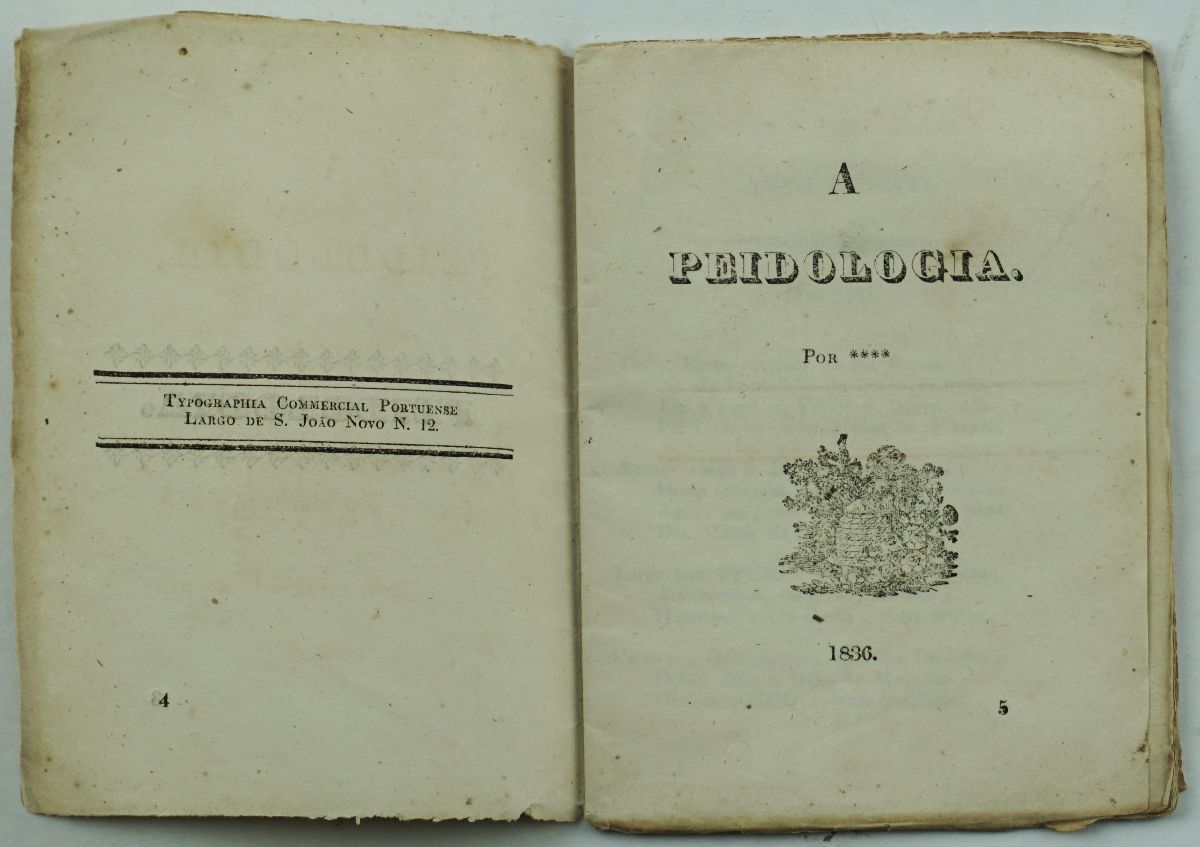 TYPOGRAPHIA COMMERCIAL PORTUENSE
LARGO DE S. JOÃO NOVO N. 12.
4
A
PEIDOLOGIA.
POR ****
1836.
5